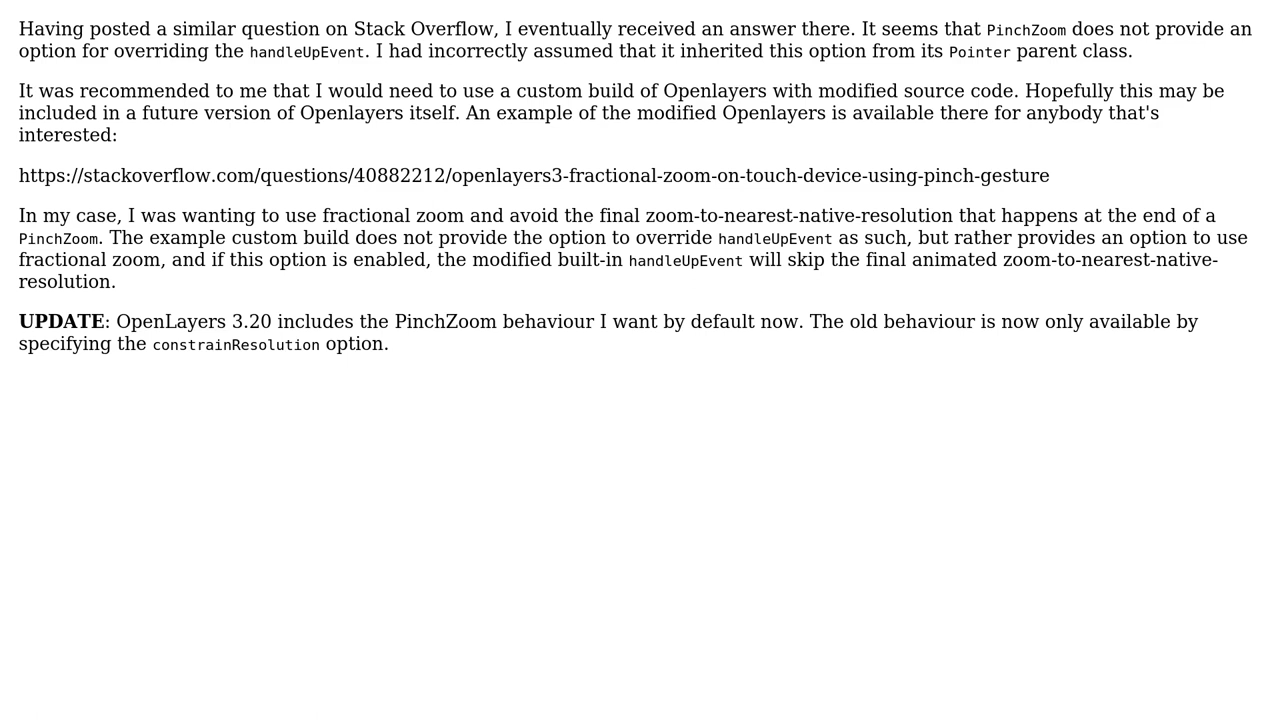 Having posted a similar question on Stack Overflow, I eventually received an answer there. It seems that PinchZoom does not provide an
option for overriding the handleUpEvent. I had incorrectly assumed that it inherited this option from its Pointer parent class.
It was recommended to me that I would need to use a custom build of Openlayers with modified source code. Hopefully this may be
included in a future version of Openlayers itself. An example of the modified Openlayers is available there for anybody that's
interested:
https://stackoverflow.com/questions/40882212/openlayers3-fractional-zoom-on-touch-device-using-pinch-gesture
In my case, I was wanting to use fractional zoom and avoid the final zoom-to-nearest-native-resolution that happens at the end of a
PinchZoom. The example custom build does not provide the option to override handleUpEvent as such, but rather provides an option to use
fractional zoom, and if this option is enabled, the modified built-in handleUpEvent will skip the final animated zoom-to-nearest-native-
resolution.
UPDATE: OpenLayers 3.20 includes the PinchZoom behaviour I want by default now. The old behaviour is now only available by
specifying the constrainResolution option.